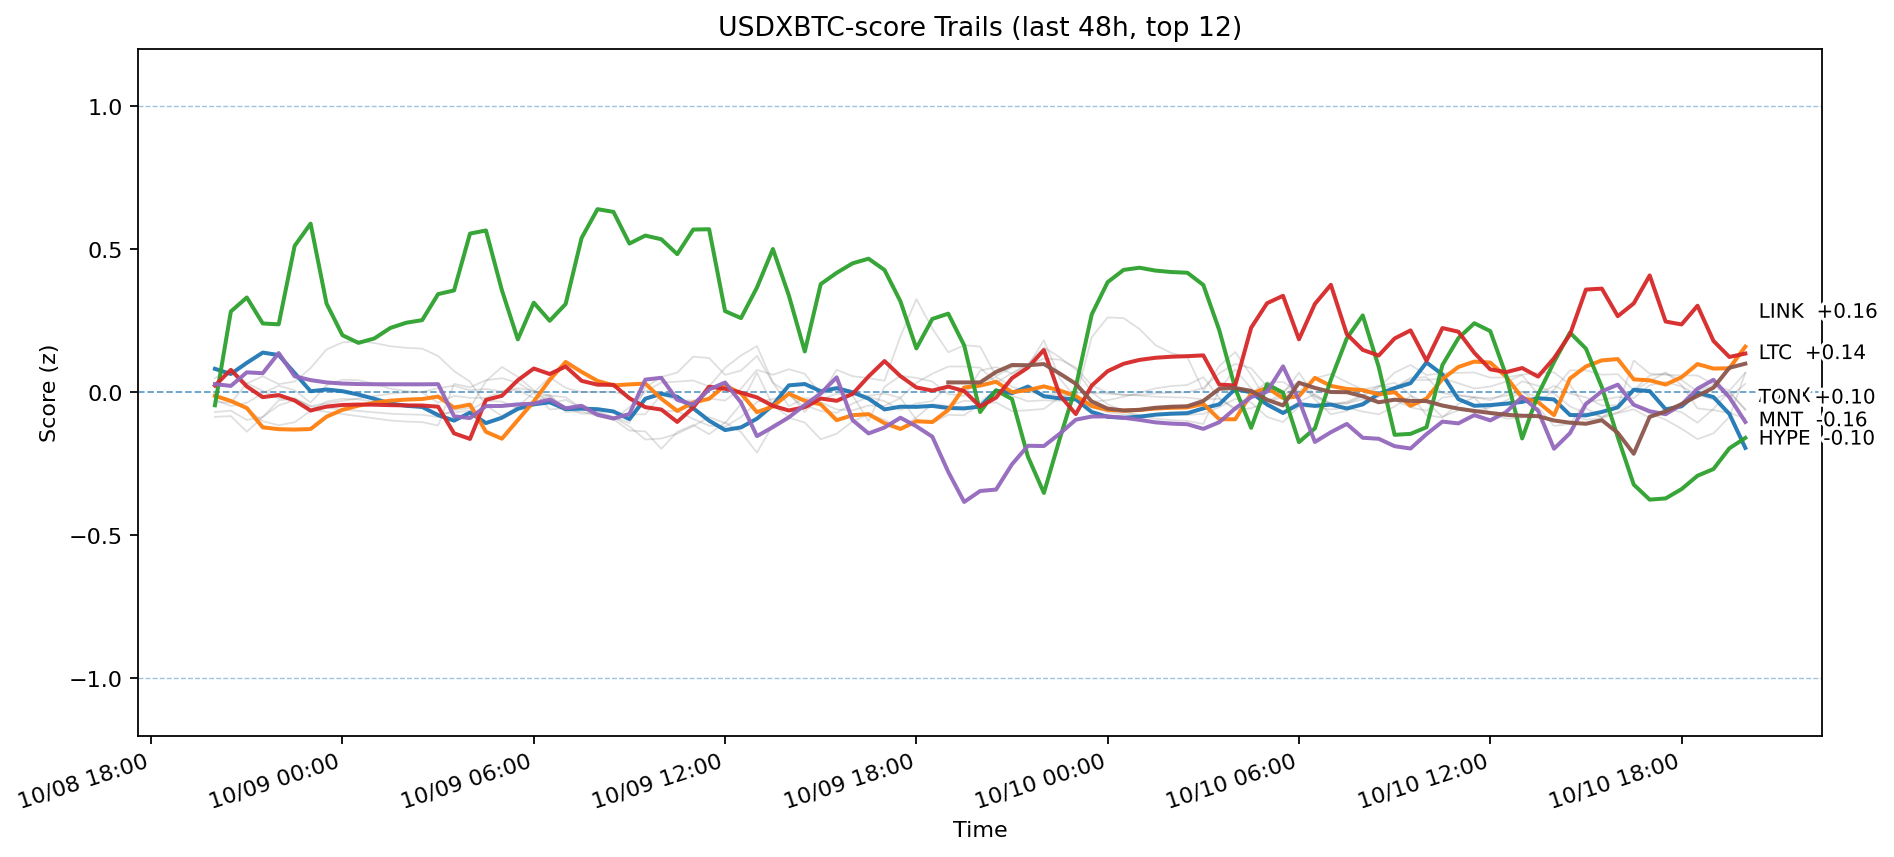 USDXBTC-score Trails (last 48h, top 12)
Score (z)
1.0
0.5
0.0
−0.5
−1.0
LINK +0.16
LTC +0.14
+0.10
MNT -0.16
HYPE -0.10
10/08 18:00
10/09 00:00
10/09 06:00
10/09 12:00
10/09 18:00
10/10 00:00
10/10 06:00
10/10 12:00
10/10 18:00
Time